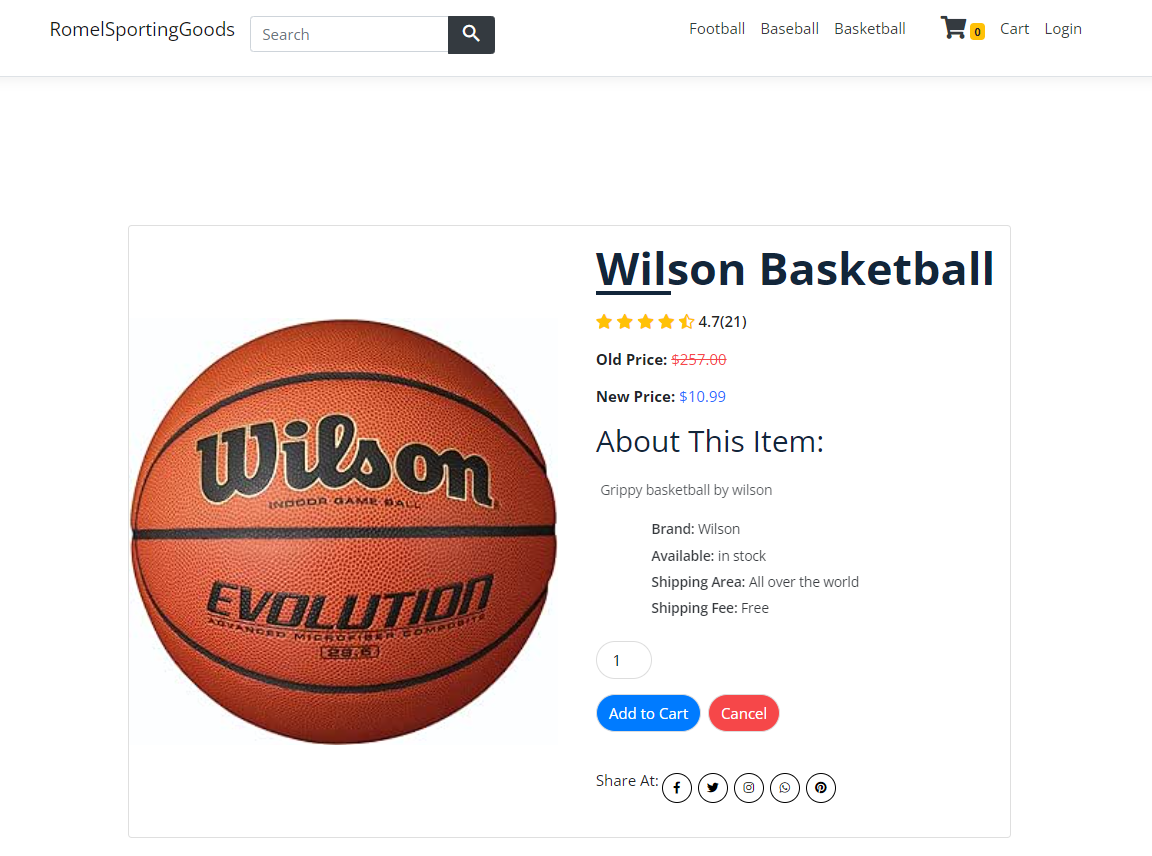 RomelSportingGoods
Search
Football Baseball Basketball 0 Cart Login
Wilson Basketball
4.7(21)
Old Price: $257.00
New Price: $10.99
About This Item:
Grippy basketball by wilson
Brand: Wilson
Available: in stock
Shipping Area: All over the world
Shipping Fee: Free
1
Add to Cart Cancel
Share At:
Wilson
INDOOR GAME BALL
EVOLUTION
ADVANCED MICROFIBER COMPOSITE
29.5